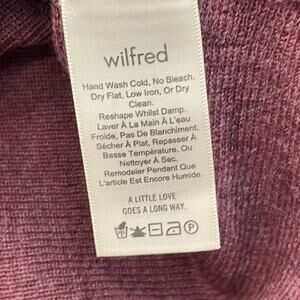 wilfred
Hand Wash Cold, No Bleach,
Dry Flat, Low Iron, Or Dry
Clean.
Reshape Whilst Damp.
Laver À La Main À L'eau
Froide, Pas De Blanchiment,
Sécher À Plat, Repasser À
Basse Température, Ou
Nettoyer À Sec.
Remodeler Pendant Que
L'article Est Encore Humide.
A LITTLE LOVE
GOES A LONG WAY.
P